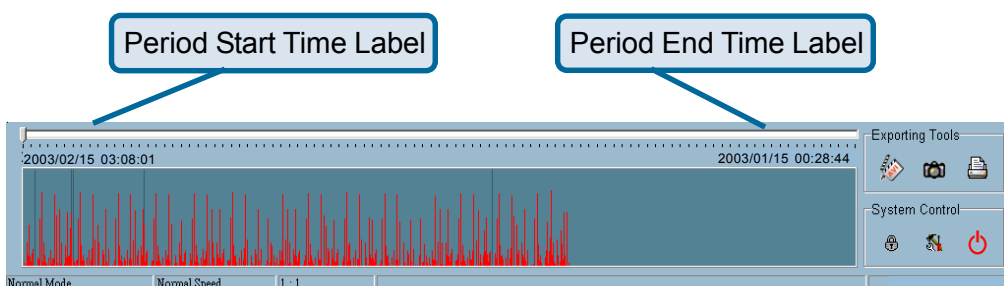 Period Start Time Label
Period End Time Label
Exporting Tools
2003/02/15 03:08:01
2003/01/15 00:28:44
System Control
Normal Mode
Normal Speed
1 : 1